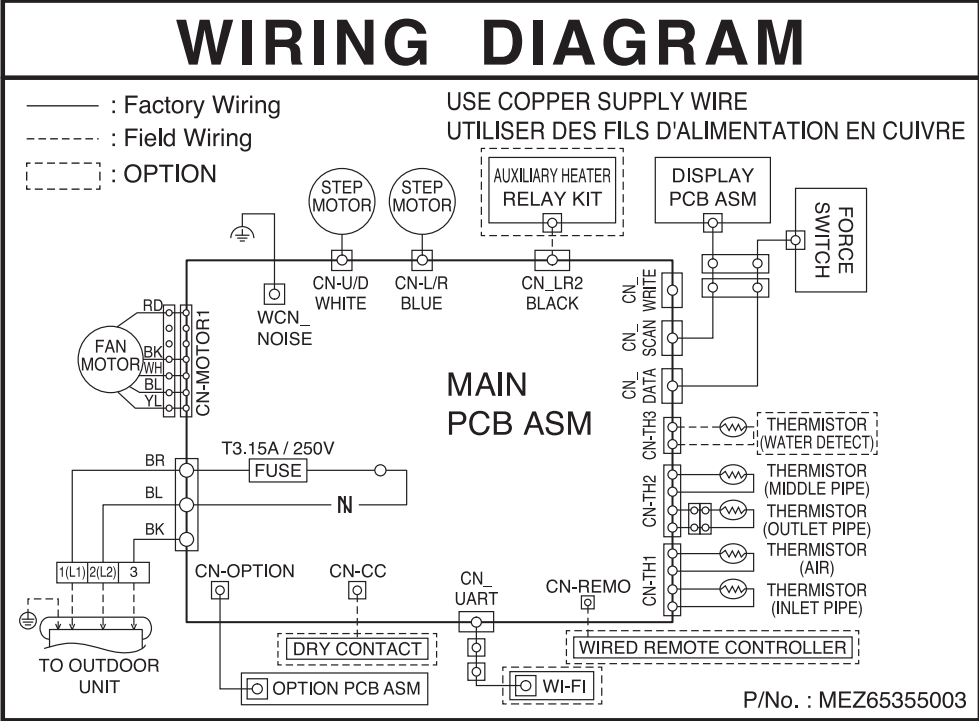 WIRING DIAGRAM
: Factory Wiring
: Field Wiring
: OPTION
USE COPPER SUPPLY WIRE
UTILISER DES FILS D'ALIMENTATION EN CUIVRE
STEP
MOTOR
STEP
MOTOR
AUXILIARY HEATER
RELAY KIT
DISPLAY
PCB ASM
FORCE
SWITCH
CN-U/D
WHITE
CN-L/R
BLUE
CN_LR2
BLACK
WCN_
NOISE
CN_
WRITE
CN_
SCAN
CN_
DATA
RD
BK
WH
BL
YL
FAN
MOTOR
CN-MOTOR1
MAIN
PCB ASM
CN-TH3
THERMISTOR
(WATER DETECT)
CN-TH2
THERMISTOR
(MIDDLE PIPE)
THERMISTOR
(OUTLET PIPE)
CN-TH1
THERMISTOR
(AIR)
THERMISTOR
(INLET PIPE)
T3.15A / 250V
FUSE
BR
BL
BK
1(L1) 2(L2) 3
TO OUTDOOR
UNIT
CN-OPTION
CN-CC
CN_
UART
CN-REMO
DRY CONTACT
WIRED REMOTE CONTROLLER
OPTION PCB ASM
WI-FI
P/No. : MEZ65355003